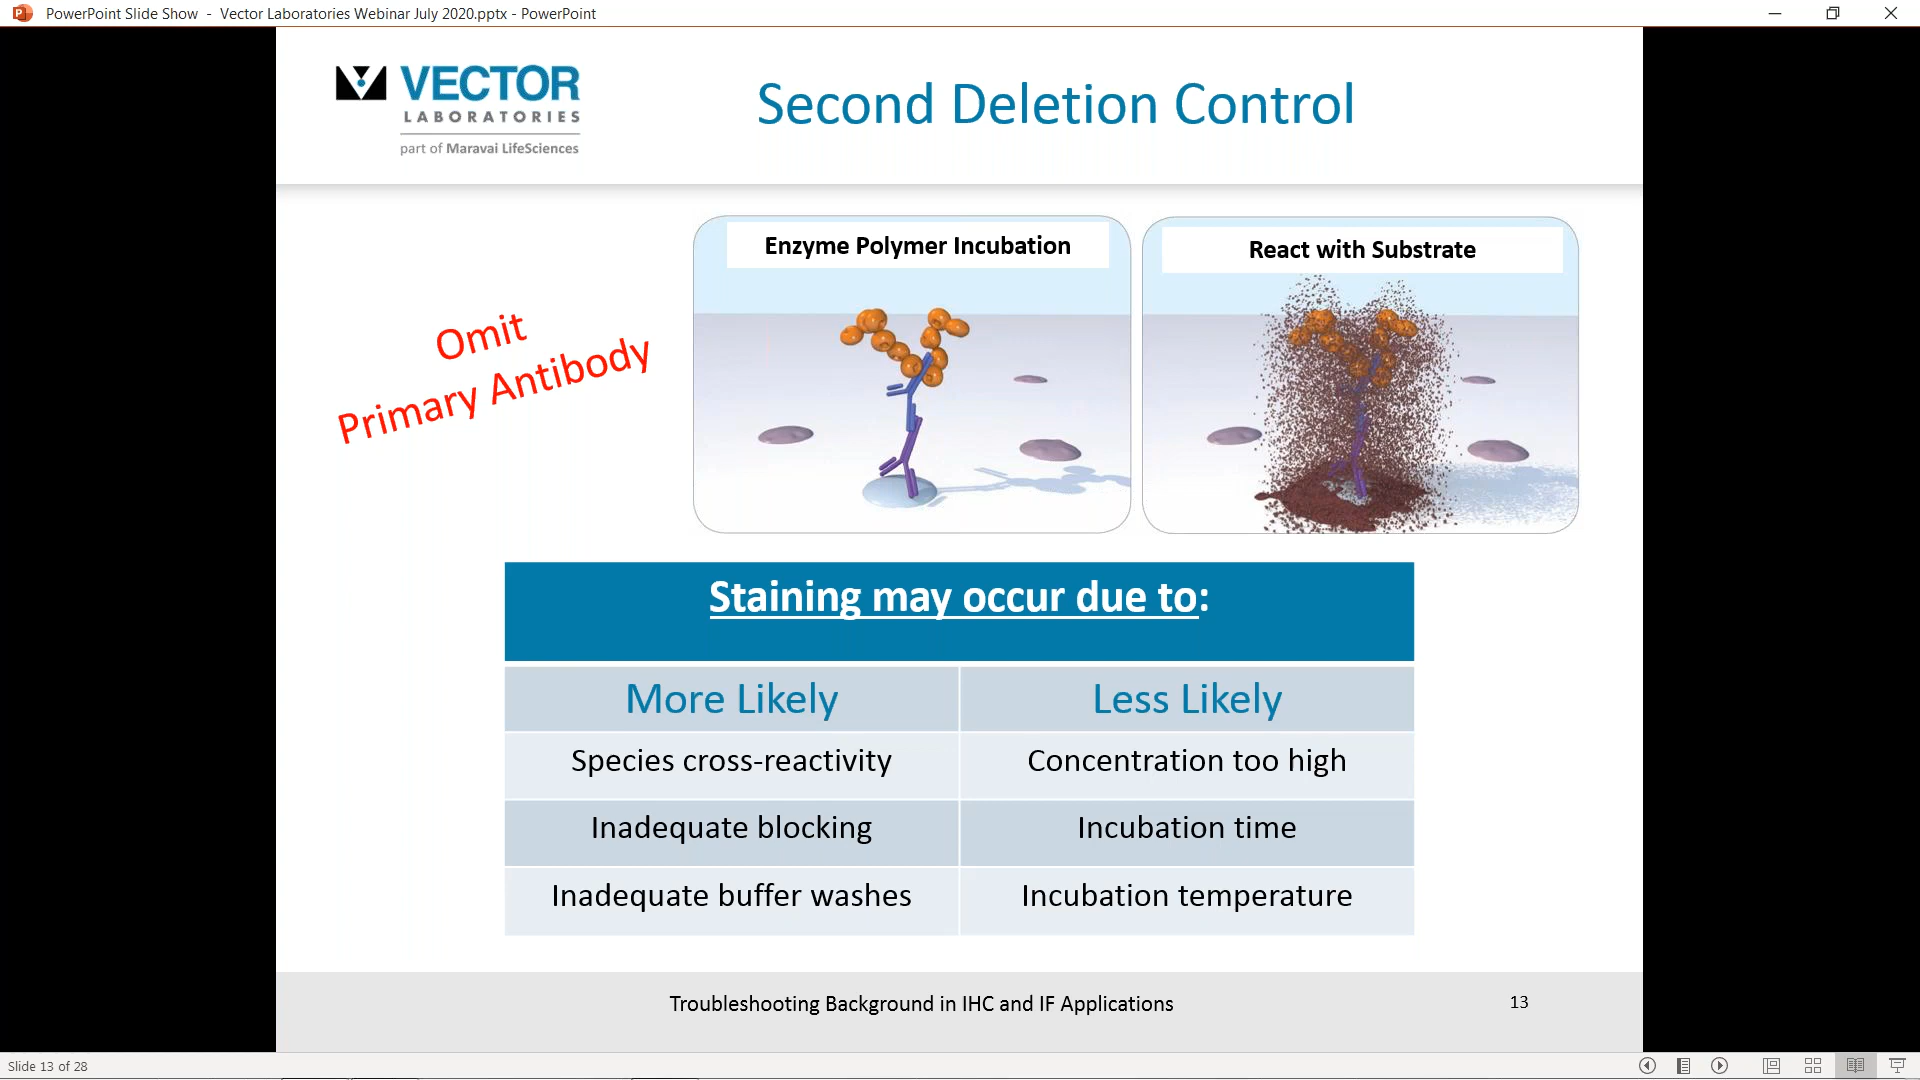 PowerPoint Slide Show - Vector Laboratories Webinar July 2020.pptx - PowerPoint
VECTOR
LABORATORIES
part of Maravai LifeSciences
Second Deletion Control
Omit
Primary Antibody
Enzyme Polymer Incubation
React with Substrate
Staining may occur due to:
More Likely
Less Likely
Species cross-reactivity
Concentration too high
Inadequate blocking
Incubation time
Inadequate buffer washes
Incubation temperature
Troubleshooting Background in IHC and IF Applications
13
Slide 13 of 28